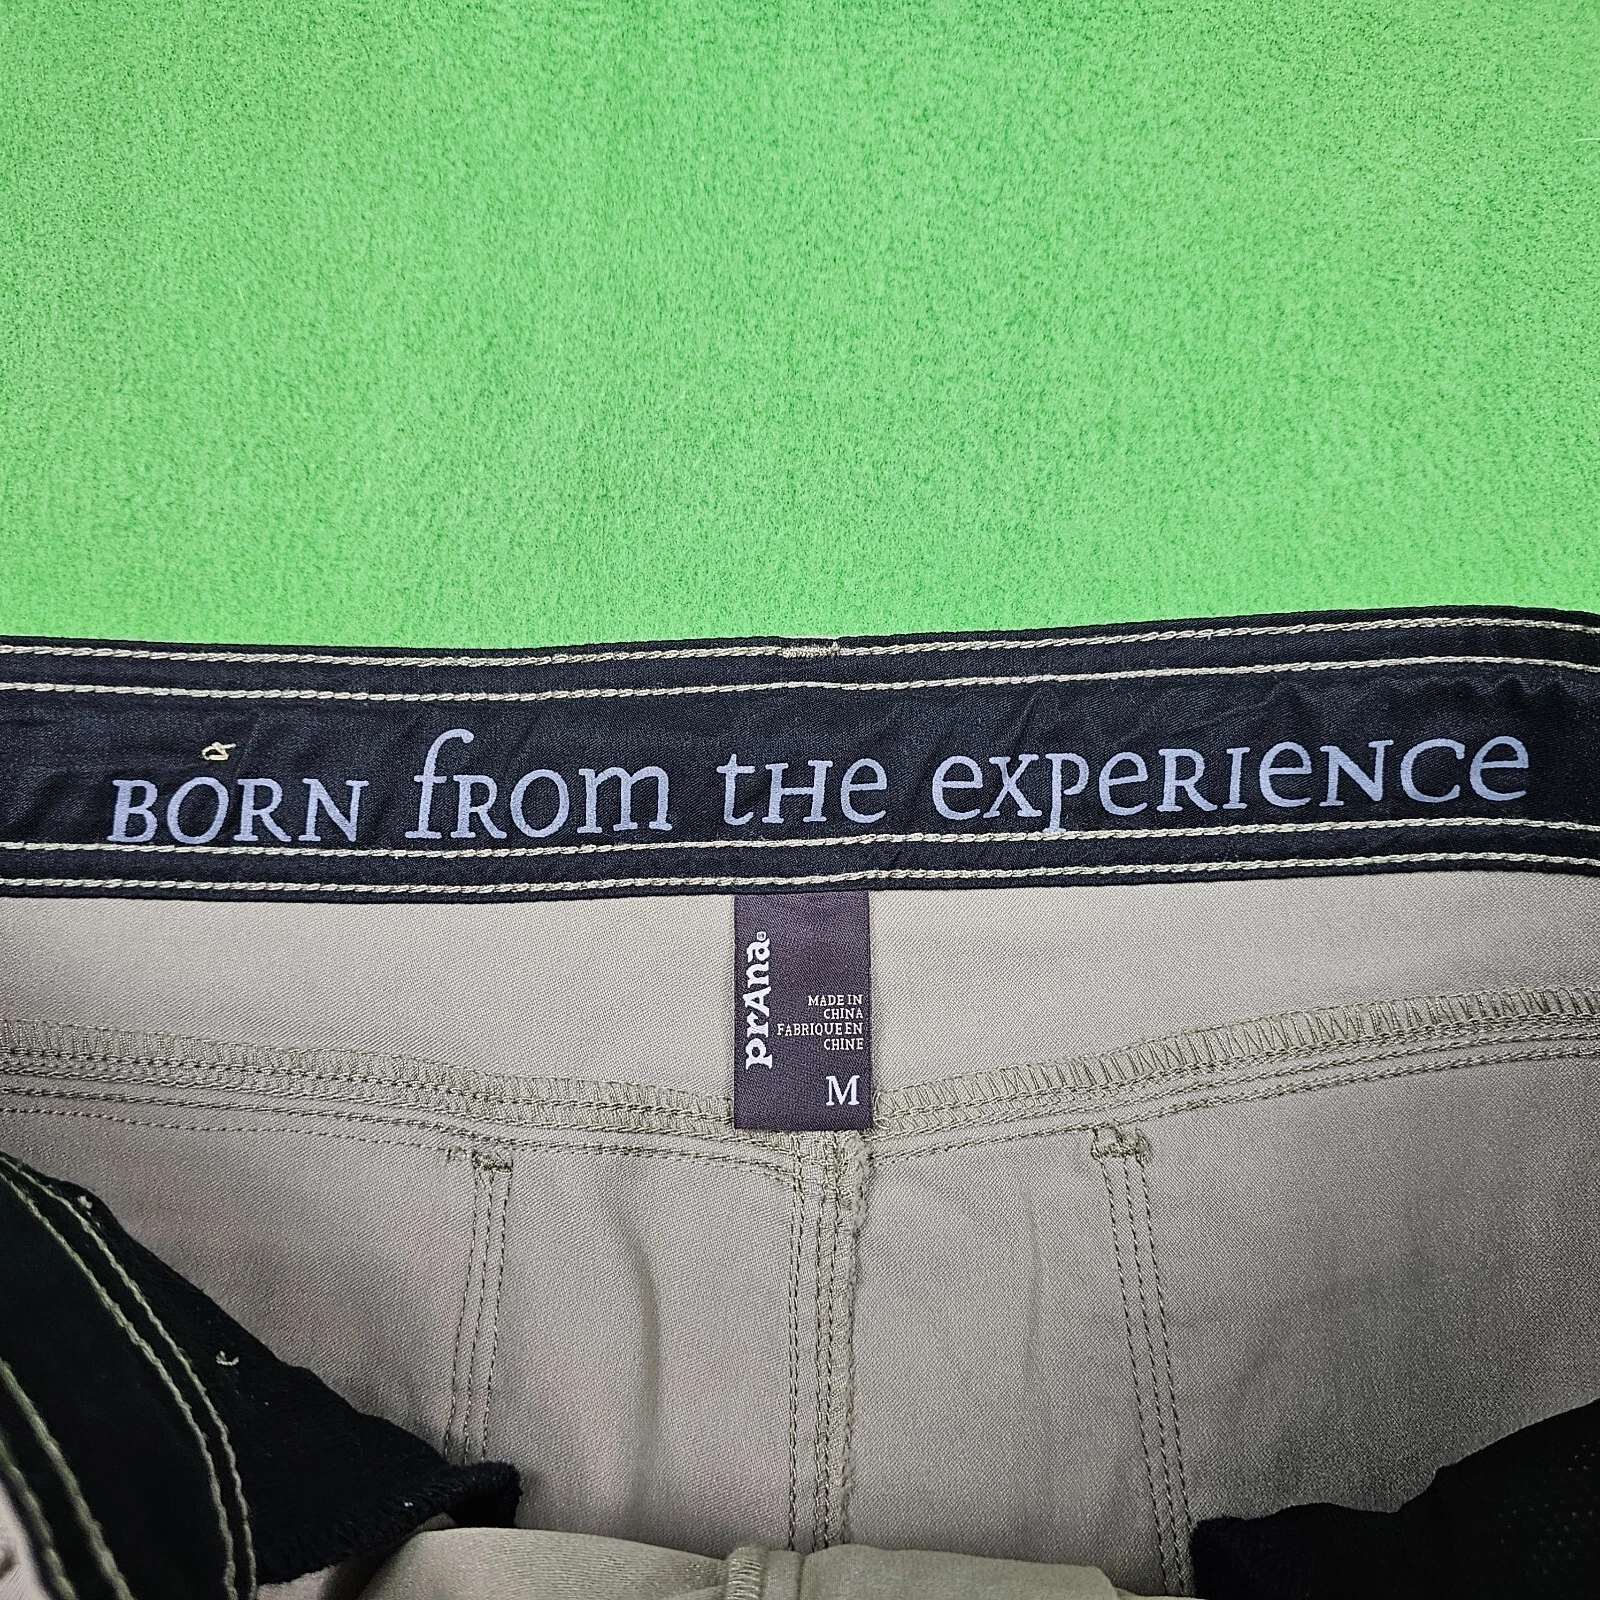 BORN from tHe expeRIeNCe
prAna®
MADE IN
CHINA
FABRIQUE EN
CHINE
M